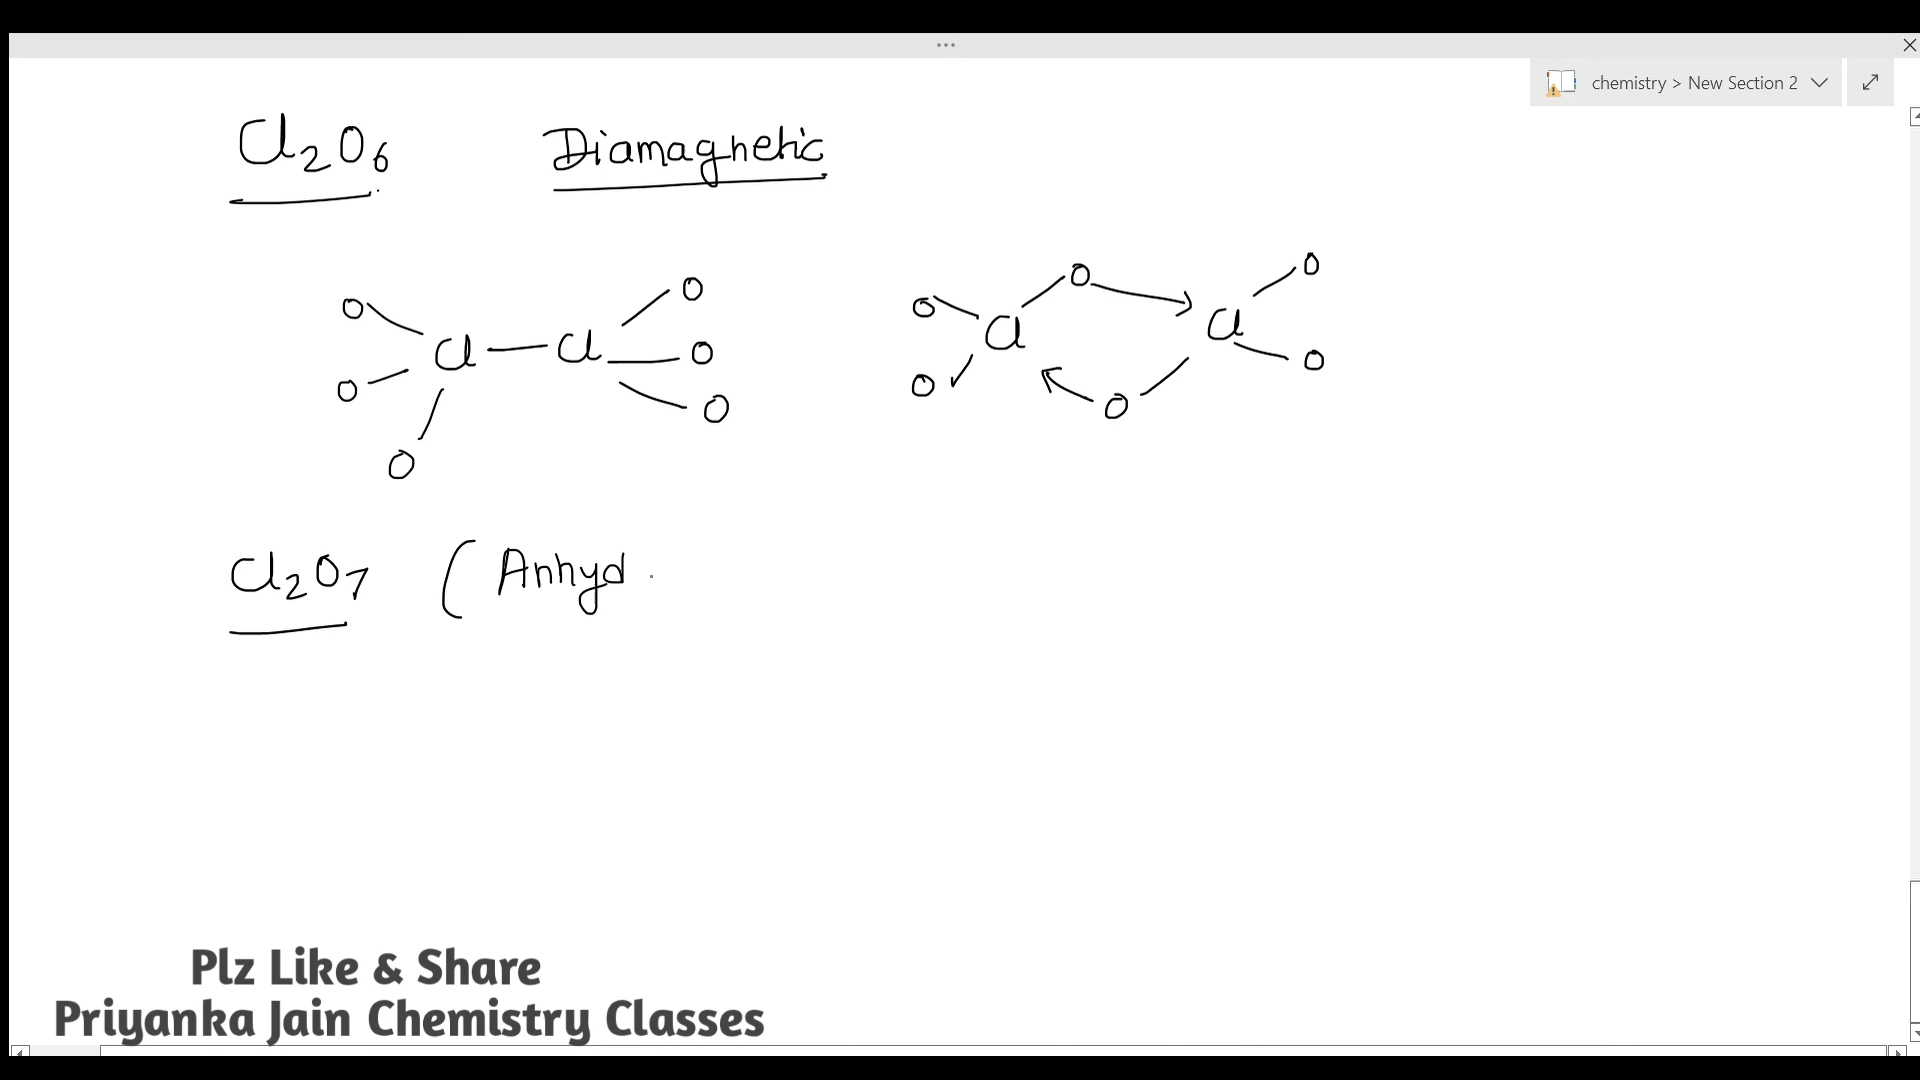 chemistry > New Section 2
Cl₂O₆ Diamagnetic
O O O O
O Cl Cl O Cl Cl
O O O O O
O O
Cl₂O₇ (Anhyd
Plz Like & Share
Priyanka Jain Chemistry Classes